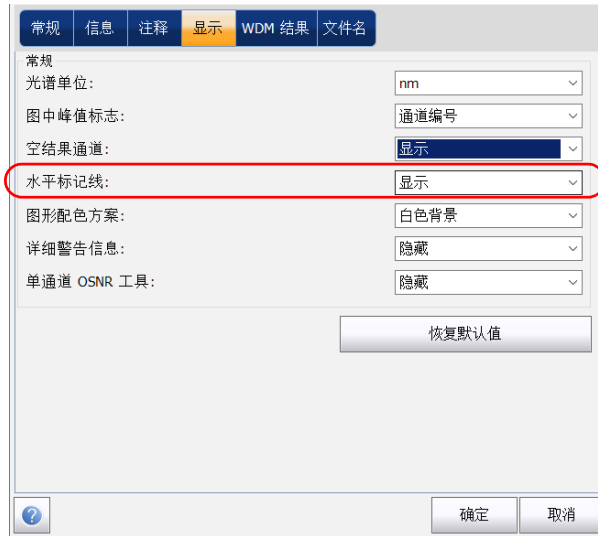 常规 信息 注释 显示 WDM 结果 文件名
常规
光谱单位: nm
图中峰值标志: 通道编号
空结果通道: 显示
水平标记线: 显示
图形配色方案: 白色背景
详细警告信息: 隐藏
单通道 OSNR 工具: 隐藏
恢复默认值
? 确定 取消